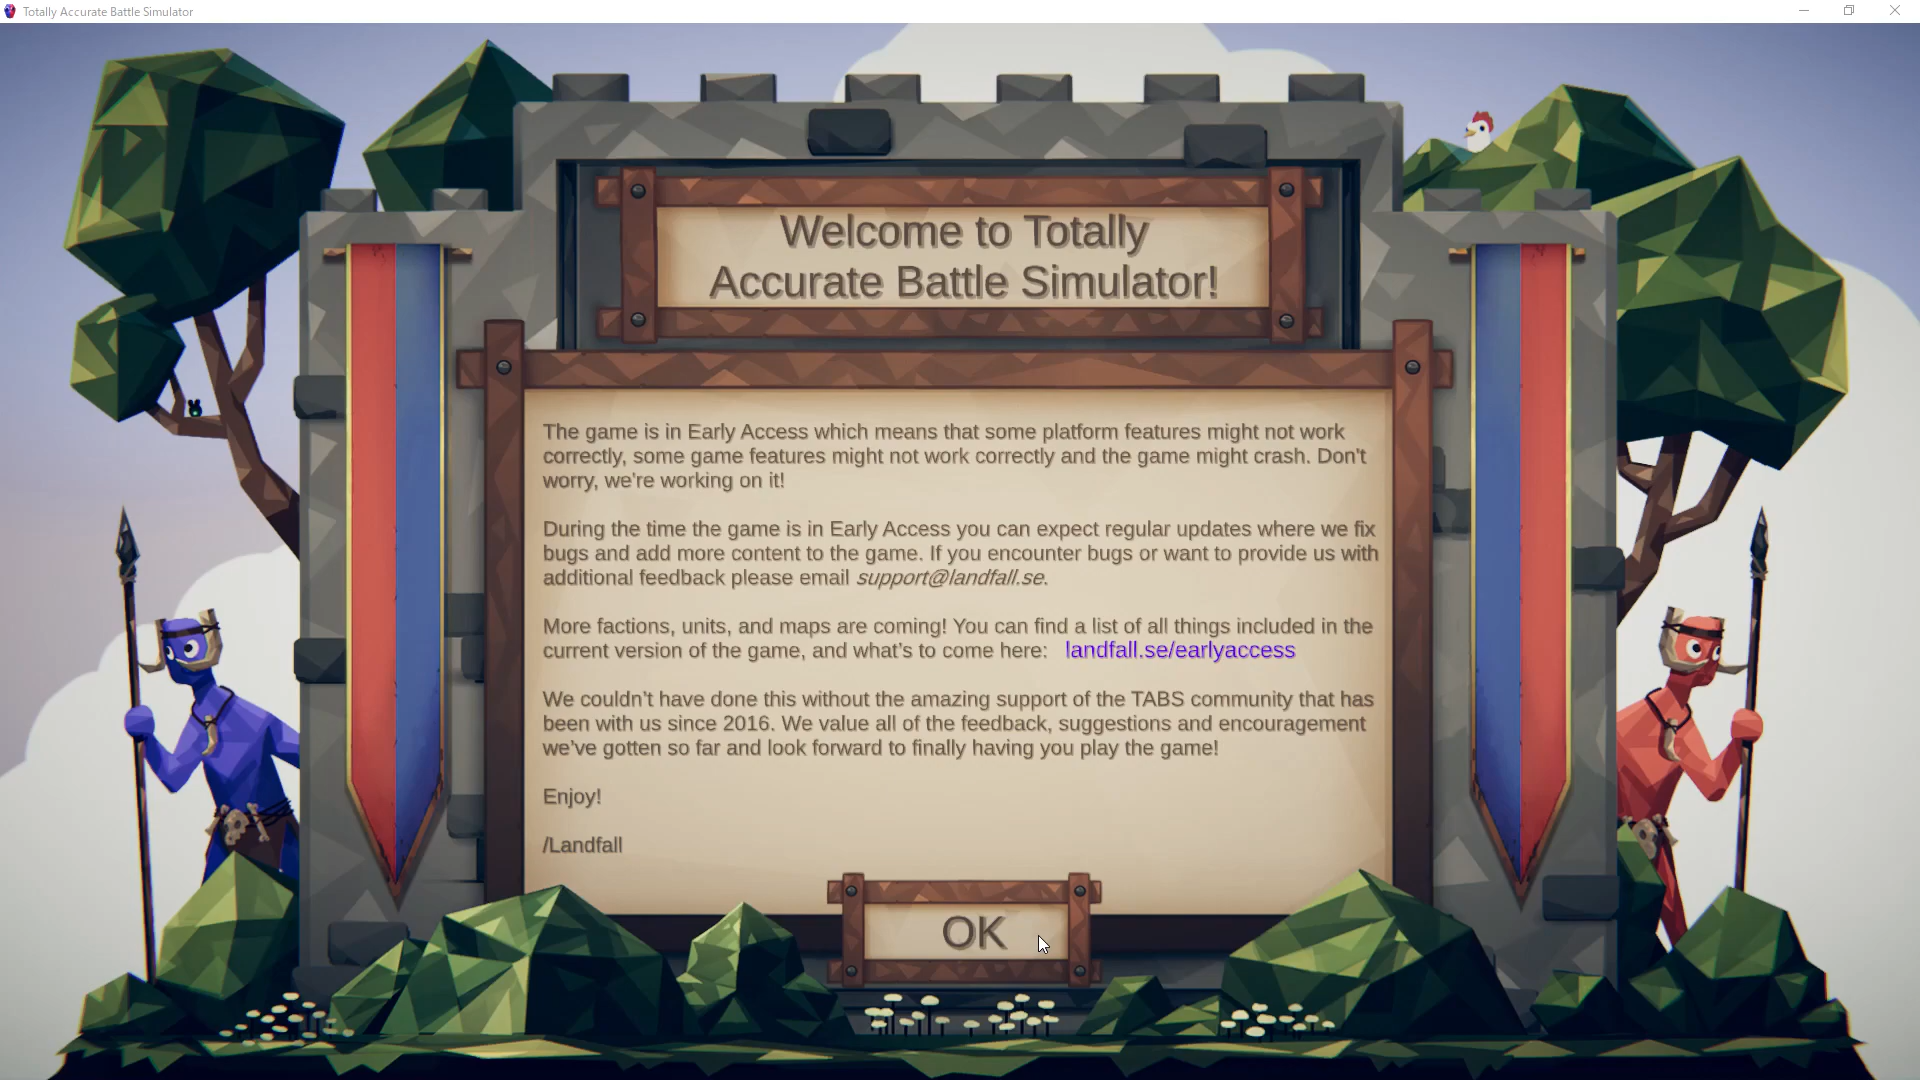 Totally Accurate Battle Simulator
Welcome to Totally
Accurate Battle Simulator!
The game is in Early Access which means that some platform features might not work
correctly, some game features might not work correctly and the game might crash. Don't
worry, we're working on it!
During the time the game is in Early Access you can expect regular updates where we fix
bugs and add more content to the game. If you encounter bugs or want to provide us with
additional feedback please email support@landfall.se.
More factions, units, and maps are coming! You can find a list of all things included in the
current version of the game, and what's to come here: landfall.se/earlyaccess
We couldn't have done this without the amazing support of the TABS community that has
been with us since 2016. We value all of the feedback, suggestions and encouragement
we've gotten so far and look forward to finally having you play the game!
Enjoy!
/Landfall
OK